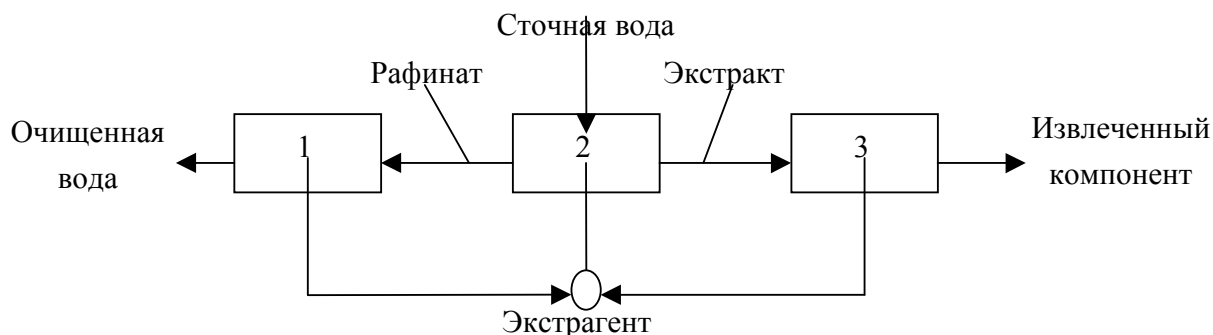 Сточная вода
Рафинат
Экстракт
Очищенная
вода
1
2
3
Извлеченный
компонент
Экстрагент